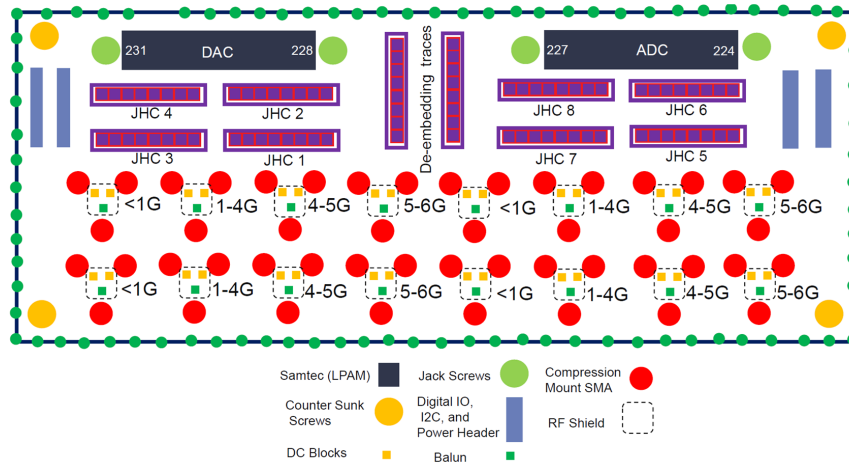 231 DAC 228
De-embedding traces
227 ADC 224
JHC 4 JHC 2
JHC 8 JHC 6
JHC 3 JHC 1
JHC 7 JHC 5
<1G 1-4G 4-5G 5-6G <1G 1-4G 4-5G 5-6G
<1G 1-4G 4-5G 5-6G <1G 1-4G 4-5G 5-6G
Samtec (LPAM)
Jack Screws
Compression
Mount SMA
Counter Sunk
Screws
Digital IO,
I2C, and
Power Header
RF Shield
DC Blocks
Balun